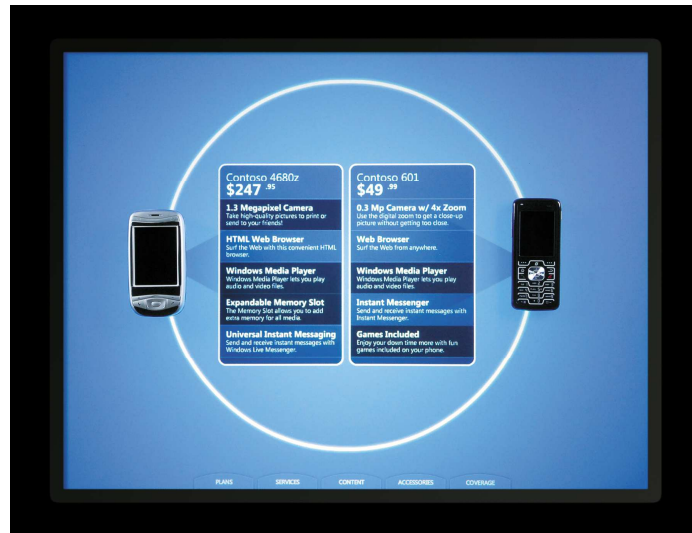 Contoso 4680z
$247 .95
1.3 Megapixel Camera
Take high-quality pictures to print or
send to your friends!
HTML Web Browser
Surf the Web with this convenient HTML
browser.
Windows Media Player
Windows Media Player lets you play
audio and video files.
Expandable Memory Slot
The Memory Slot allows you to add
extra memory for all media.
Universal Instant Messaging
Send and receive instant messages with
Windows Live Messenger.
Contoso 601
$49 .99
0.3 Mp Camera w/ 4x Zoom
Use the digital zoom to get a close-up
picture without getting too close.
Web Browser
Surf the Web from anywhere.
Windows Media Player
Windows Media Player lets you play
audio and video files.
Instant Messenger
Send and receive instant messages with
Instant Messenger.
Games Included
Enjoy your down time more with fun
games included on your phone.
PLANS SERVICES CONTENT ACCESSORIES COVERAGE